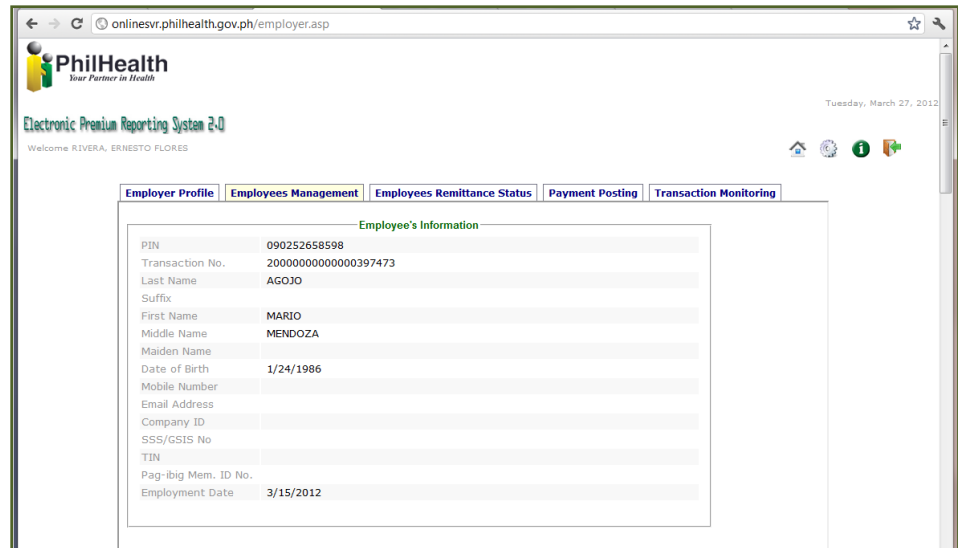 onlinesvr.philhealth.gov.ph/employer.asp
PhilHealth
Your Partner in Health
Tuesday, March 27, 2012
Electronic Premium Reporting System 2.0
Welcome RIVERA, ERNESTO FLORES
Employer Profile Employees Management Employees Remittance Status Payment Posting Transaction Monitoring
Employee's Information
PIN 090252658598
Transaction No. 20000000000000397473
Last Name AGOJO
Suffix
First Name MARIO
Middle Name MENDOZA
Maiden Name
Date of Birth 1/24/1986
Mobile Number
Email Address
Company ID
SSS/GSIS No
TIN
Pag-ibig Mem. ID No.
Employment Date 3/15/2012